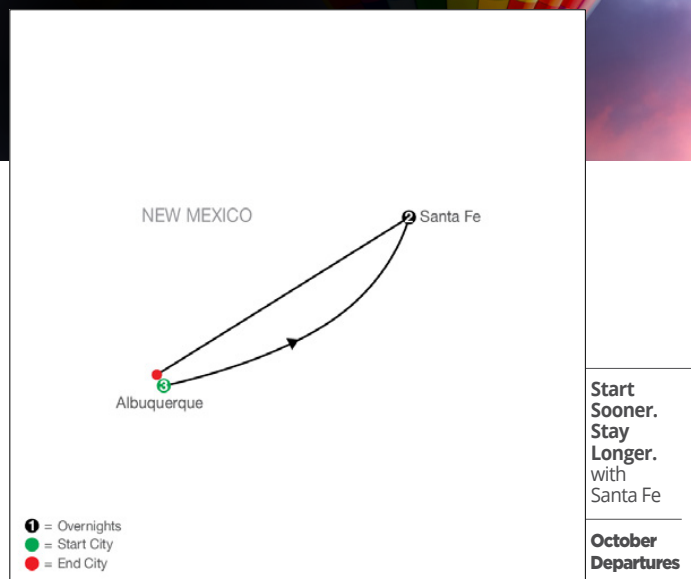 NEW MEXICO
2 Santa Fe
3
Albuquerque
1 = Overnights
= Start City
= End City
Start
Sooner.
Stay
Longer.
with
Santa Fe
October
Departures